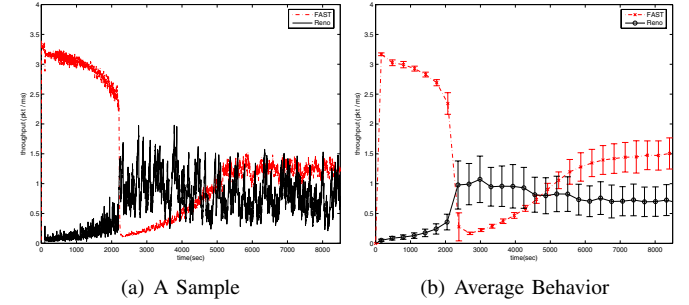 4
3.5
3
2.5
2
1.5
1
0.5
0
throughput (pkt /ms)
0 1000 2000 3000 4000 5000 6000 7000 8000
time(sec)
FAST
Reno
(a) A Sample
4
3.5
3
2.5
2
1.5
1
0.5
0
throughput (pkt /ms)
0 1000 2000 3000 4000 5000 6000 7000 8000
time(sec)
FAST
Reno
(b) Average Behavior